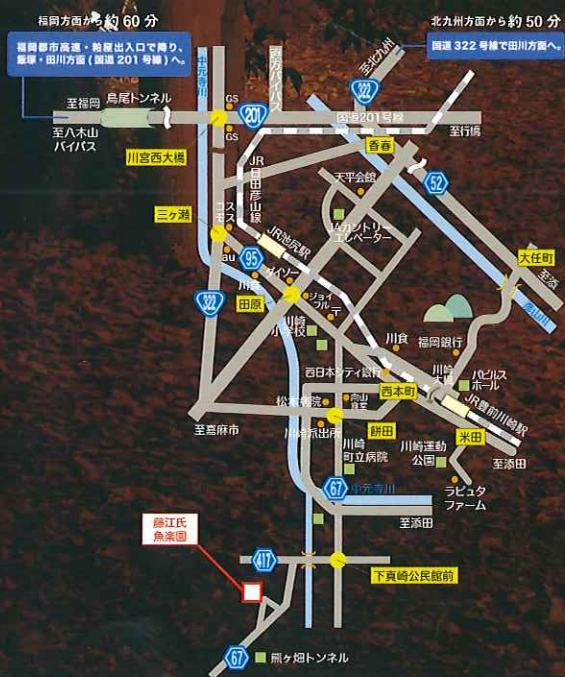 福岡方面から約60分
福岡都市高速・粕屋出入口で降り、
飯塚・田川方面(国道201号線)へ。
北九州方面から約50分
国道322号線で田川方面へ。
中元寺川
GS
至北九州
322
至福岡
烏尾トンネル
201
国道201号線
至八木山
バイパス
GS
至行橋
川宮西大橋
香春
JR日田彦山線
天平会館
52
三ヶ瀬
コスモス
JAカントリー
エレベーター
大任町
JR池尻駅
au
95
至添
彦山川
川食
ダイソー
322
田原
ジョイ
フル
〒
川崎
小学校
川食
福岡銀行
川崎
大橋
西日本シティ銀行
パピルス
ホール
松本病院
西本町
JR豊前川崎駅
至嘉麻市
川崎派出所
餅田
米田
川崎
町立病院
川崎運動
公園
至添田
67
中元寺川
ラピュタ
ファーム
至添田
藤江氏
魚楽園
417
下真崎公民館前
67
熊ヶ畑トンネル